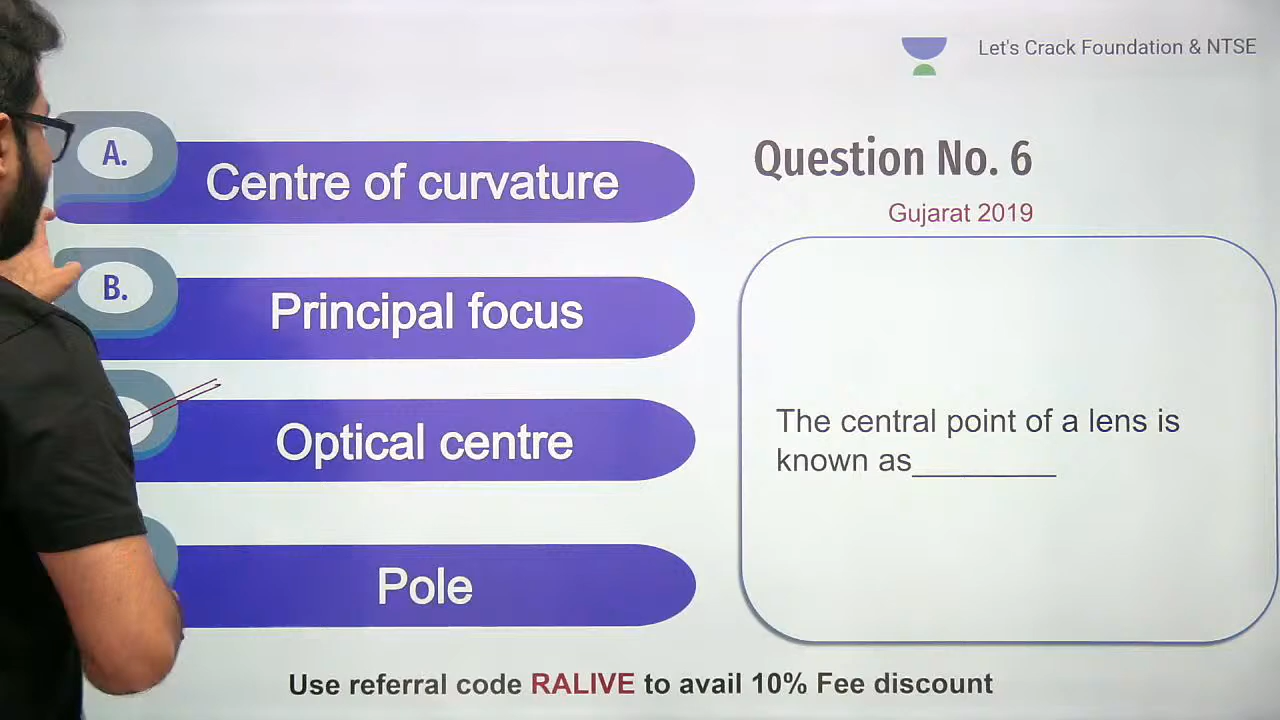 Let's Crack Foundation & NTSE
Question No. 6
Gujarat 2019
The central point of a lens is
known as________
A.
Centre of curvature
B.
Principal focus
Optical centre
Pole
Use referral code RALIVE to avail 10% Fee discount